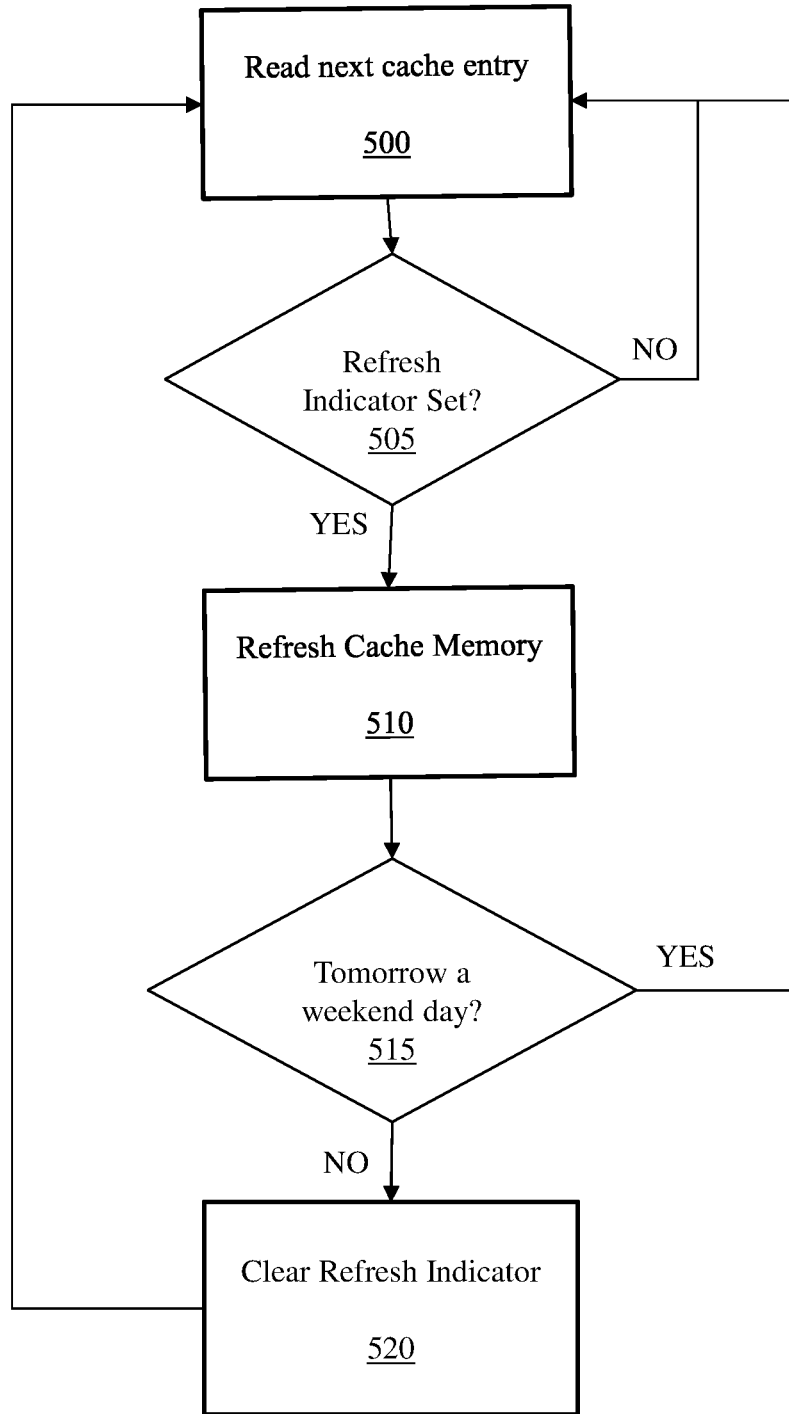 Read next cache entry
500
Refresh
Indicator Set?
505
NO
YES
Refresh Cache Memory
510
Tomorrow a
weekend day?
515
YES
NO
Clear Refresh Indicator
520